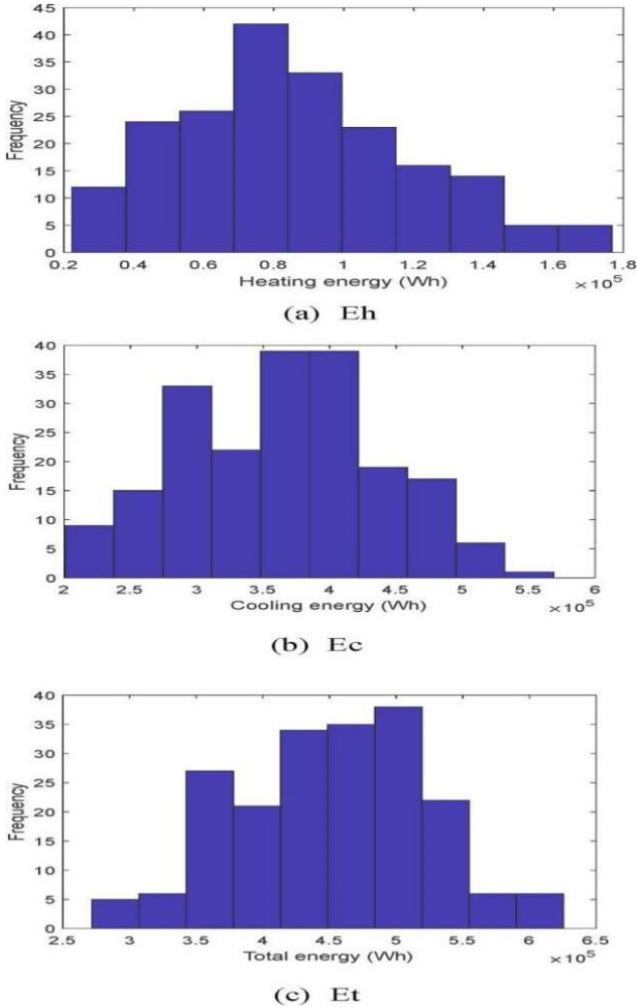 45
40
35
30
25
20
15
10
5
0
Frequency
0.2 0.4 0.6 0.8 1 1.2 1.4 1.6 1.8
Heating energy (Wh)
×10⁵
(a) Eh
40
35
30
25
20
15
10
5
0
Frequency
2 2.5 3 3.5 4 4.5 5 5.5 6
Cooling energy (Wh)
×10⁵
(b) Ec
40
35
30
25
20
15
10
5
0
Frequency
2.5 3 3.5 4 4.5 5 5.5 6 6.5
Total energy (Wh)
×10⁵
(c) Et